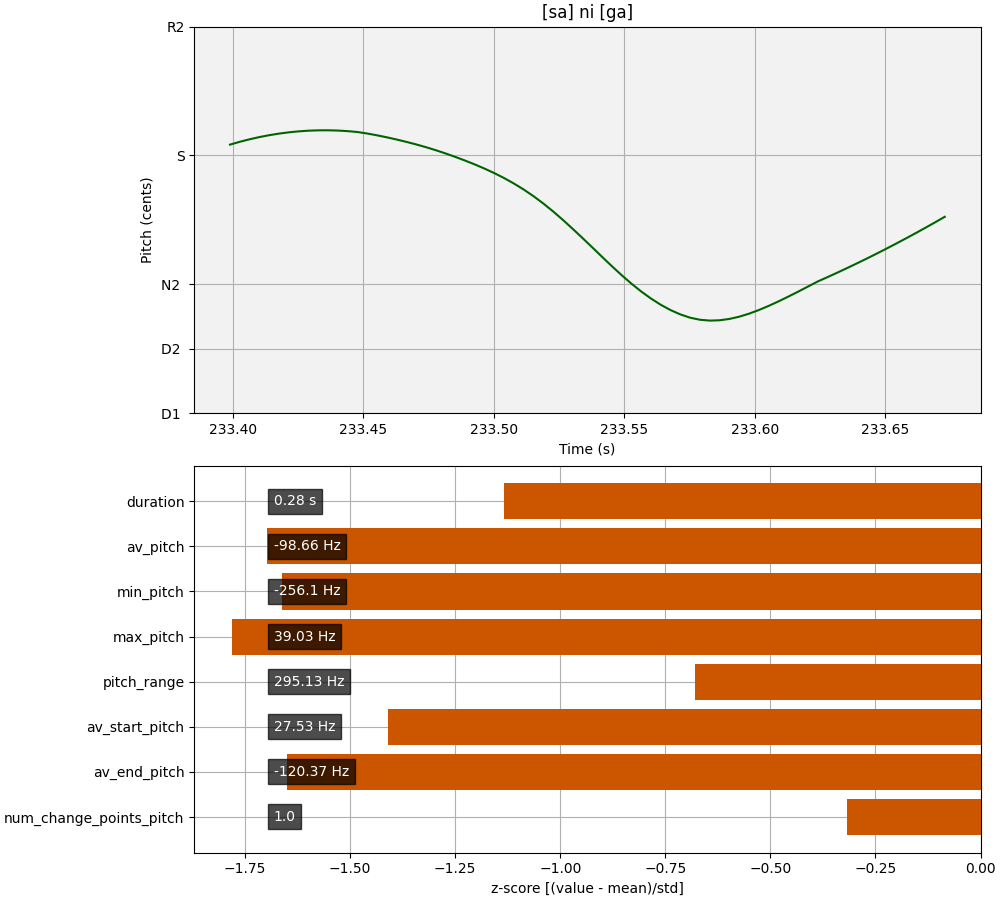 [sa] ni [ga]
R2
S
N2
D2
D1
Pitch (cents)
233.40 233.45 233.50 233.55 233.60 233.65
Time (s)
duration 0.28 s
av_pitch -98.66 Hz
min_pitch -256.1 Hz
max_pitch 39.03 Hz
pitch_range 295.13 Hz
av_start_pitch 27.53 Hz
av_end_pitch -120.37 Hz
num_change_points_pitch 1.0
−1.75 −1.50 −1.25 −1.00 −0.75 −0.50 −0.25 0.00
z-score [(value - mean)/std]